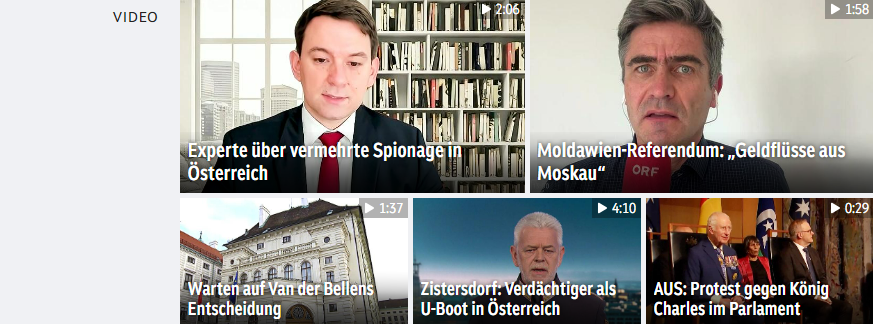 VIDEO
2:06
Experte über vermehrte Spionage in
Österreich
1:58
Moldawien-Referendum: „Geldflüsse aus
Moskau“
ORF
1:37
Warten auf Van der Bellens
Entscheidung
4:10
Zistersdorf: Verdächtiger als
U-Boot in Österreich
0:29
AUS: Protest gegen König
Charles im Parlament